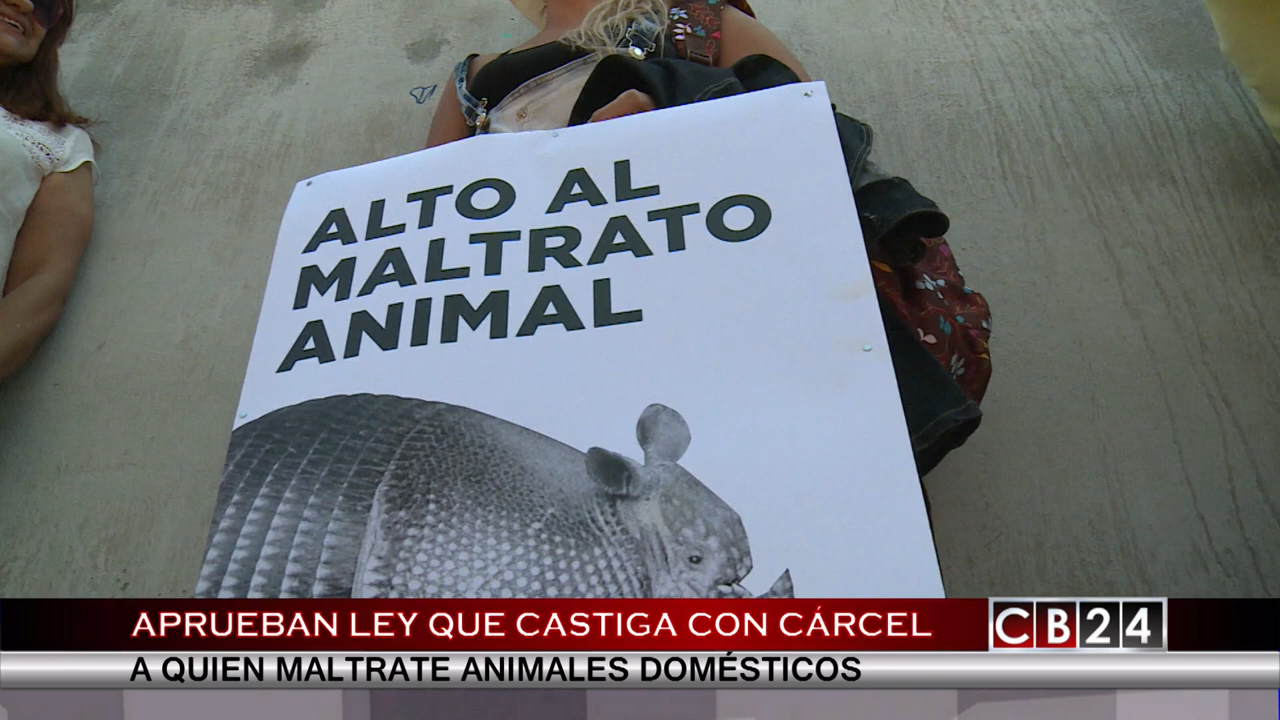 ALTO AL
MALTRATO
ANIMAL
APRUEBAN LEY QUE CASTIGA CON CÁRCEL
CB24
A QUIEN MALTRATE ANIMALES DOMÉSTICOS